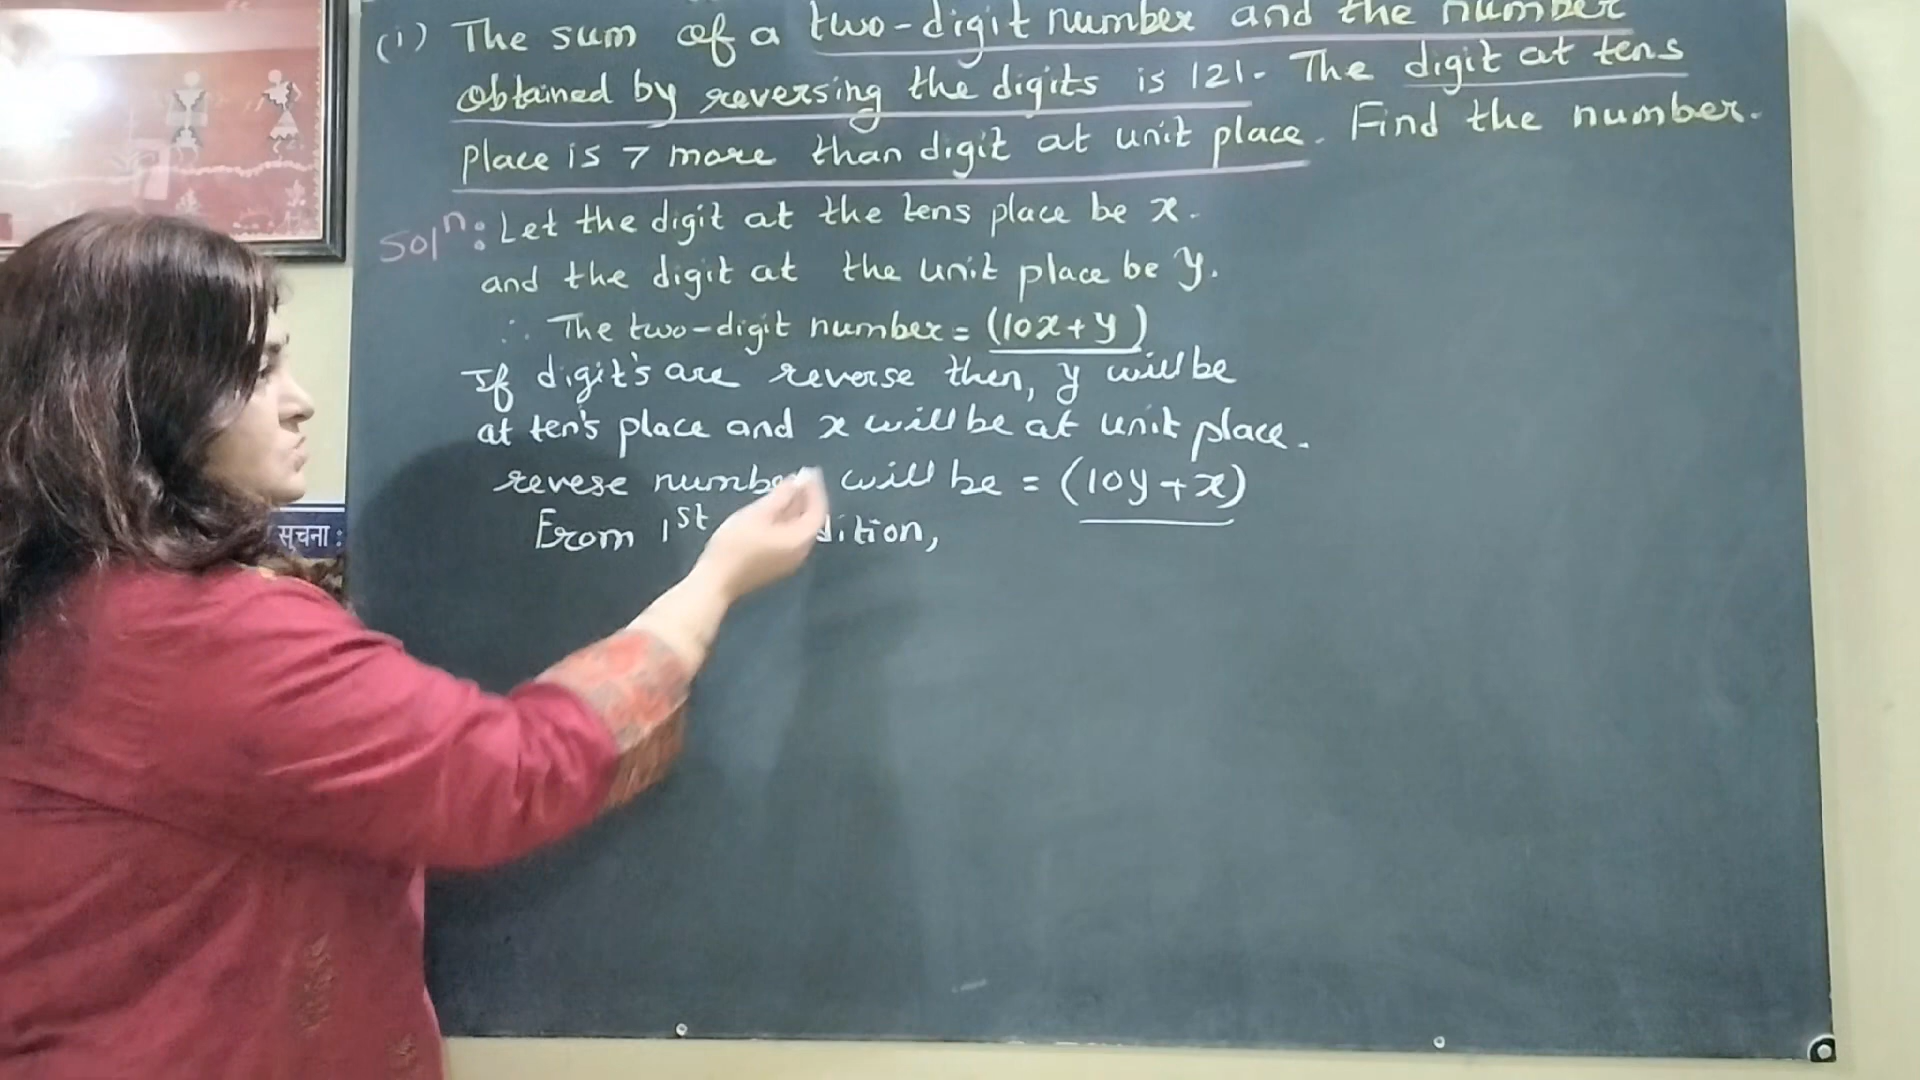 (i) The sum of a two-digit number and the number
obtained by reversing the digits is 121. The digit at tens
place is 7 more than digit at unit place. Find the number.
Solⁿ: Let the digit at the tens place be x.
and the digit at the unit place be y.
∴ The two-digit number = (10x+y)
If digit's are reverse then, y will be
at ten's place and x will be at unit place.
revese number will be = (10y+x)
From 1st dition,
सूचना :